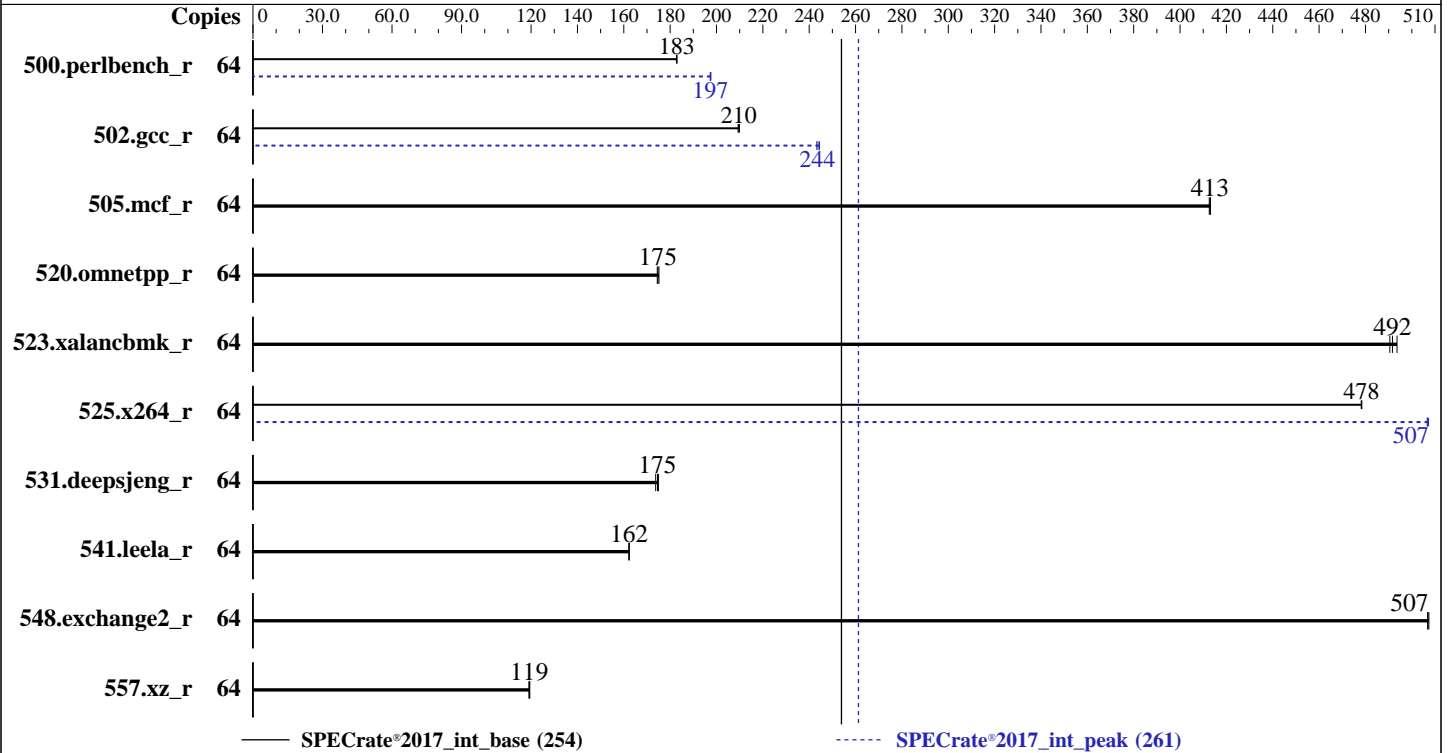 Copies 0 30.0 60.0 90.0 120 140 160 180 200 220 240 260 280 300 320 340 360 380 400 420 440 460 480 510
500.perlbench_r 64 183
197
502.gcc_r 64 210
244
505.mcf_r 64 413
520.omnetpp_r 64 175
523.xalancbmk_r 64 492
525.x264_r 64 478
507
531.deepsjeng_r 64 175
541.leela_r 64 162
548.exchange2_r 64 507
557.xz_r 64 119
SPECrate®2017_int_base (254) SPECrate®2017_int_peak (261)